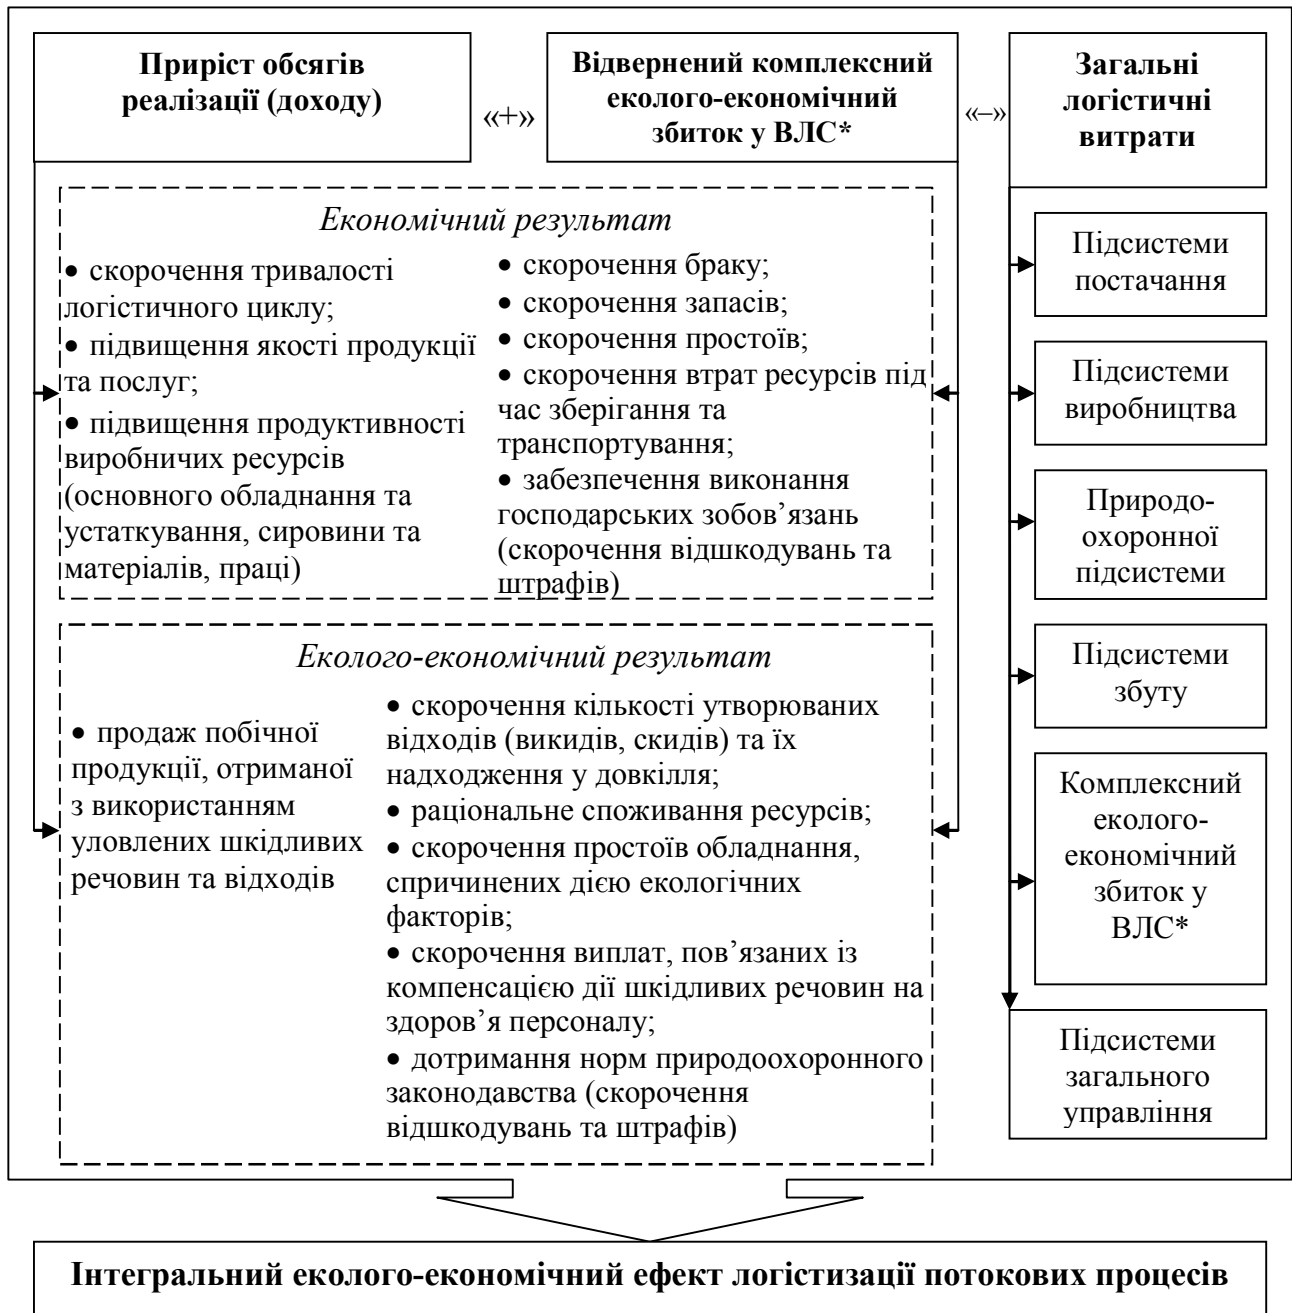 Приріст обсягів
реалізації (доходу)
«+»
Відвернений комплексний
еколого-економічний
збиток у ВЛС*
«–»
Загальні
логістичні
витрати
Економічний результат
• скорочення тривалості
логістичного циклу;
• підвищення якості продукції
та послуг;
• підвищення продуктивності
виробничих ресурсів
(основного обладнання та
устаткування, сировини та
матеріалів, праці)
• скорочення браку;
• скорочення запасів;
• скорочення простоїв;
• скорочення втрат ресурсів під
час зберігання та
транспортування;
• забезпечення виконання
господарських зобов’язань
(скорочення відшкодувань та
штрафів)
Еколого-економічний результат
• продаж побічної
продукції, отриманої
з використанням
уловлених шкідливих
речовин та відходів
• скорочення кількості утворюваних
відходів (викидів, скидів) та їх
надходження у довкілля;
• раціональне споживання ресурсів;
• скорочення простоїв обладнання,
спричинених дією екологічних
факторів;
• скорочення виплат, пов’язаних із
компенсацією дії шкідливих речовин на
здоров’я персоналу;
• дотримання норм природоохоронного
законодавства (скорочення
відшкодувань та штрафів)
Підсистеми
постачання
Підсистеми
виробництва
Природо-
охоронної
підсистеми
Підсистеми
збуту
Комплексний
еколого-
економічний
збиток у
ВЛС*
Підсистеми
загального
управління
Інтегральний еколого-економічний ефект логістизації потокових процесів